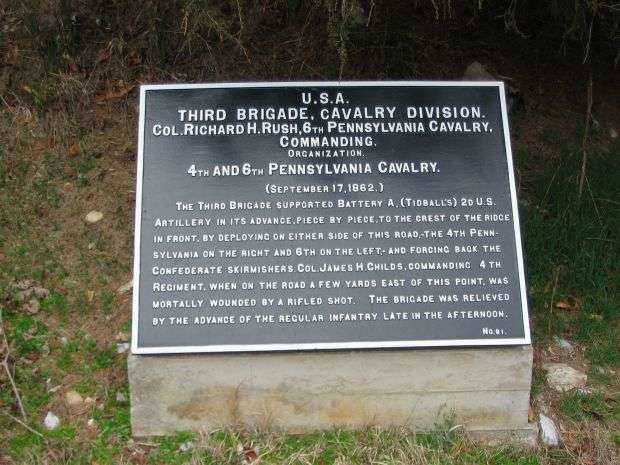 U.S.A.
THIRD BRIGADE, CAVALRY DIVISION.
COL. RICHARD H. RUSH, 6TH PENNSYLVANIA CAVALRY,
COMMANDING.
ORGANIZATION.
4TH AND 6TH PENNSYLVANIA CAVALRY.
(SEPTEMBER 17, 1862.)
THE THIRD BRIGADE SUPPORTED BATTERY A, (TIDBALL'S) 2D U.S.
ARTILLERY IN ITS ADVANCE, PIECE BY PIECE, TO THE CREST OF THE RIDGE
IN FRONT, BY DEPLOYING ON EITHER SIDE OF THIS ROAD,-THE 4TH PENN-
SYLVANIA ON THE RIGHT AND 6TH ON THE LEFT,-AND FORCING BACK THE
CONFEDERATE SKIRMISHERS. COL. JAMES H. CHILDS, COMMANDING 4TH
REGIMENT, WHEN ON THE ROAD A FEW YARDS EAST OF THIS POINT, WAS
MORTALLY WOUNDED BY A RIFLED SHOT. THE BRIGADE WAS RELIEVED
BY THE ADVANCE OF THE REGULAR INFANTRY LATE IN THE AFTERNOON.
NO. 91.